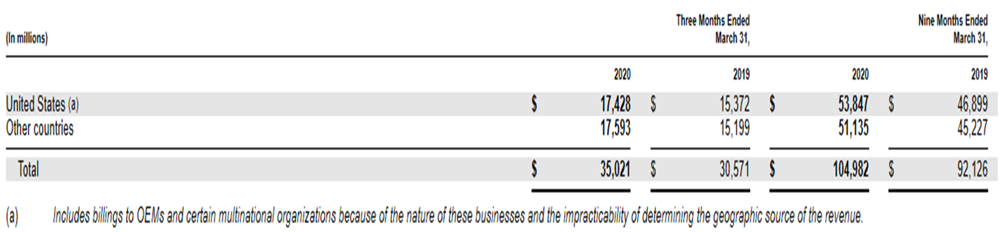 Three Months Ended Nine Months Ended
(In millions) March 31, March 31,
2020 2019 2020 2019
United States (a) $ 17,428 $ 15,372 $ 53,847 $ 46,899
Other countries 17,593 15,199 51,135 45,227
Total $ 35,021 $ 30,571 $ 104,982 $ 92,126
(a) Includes billings to OEMs and certain multinational organizations because of the nature of these businesses and the impracticability of determining the geographic source of the revenue.